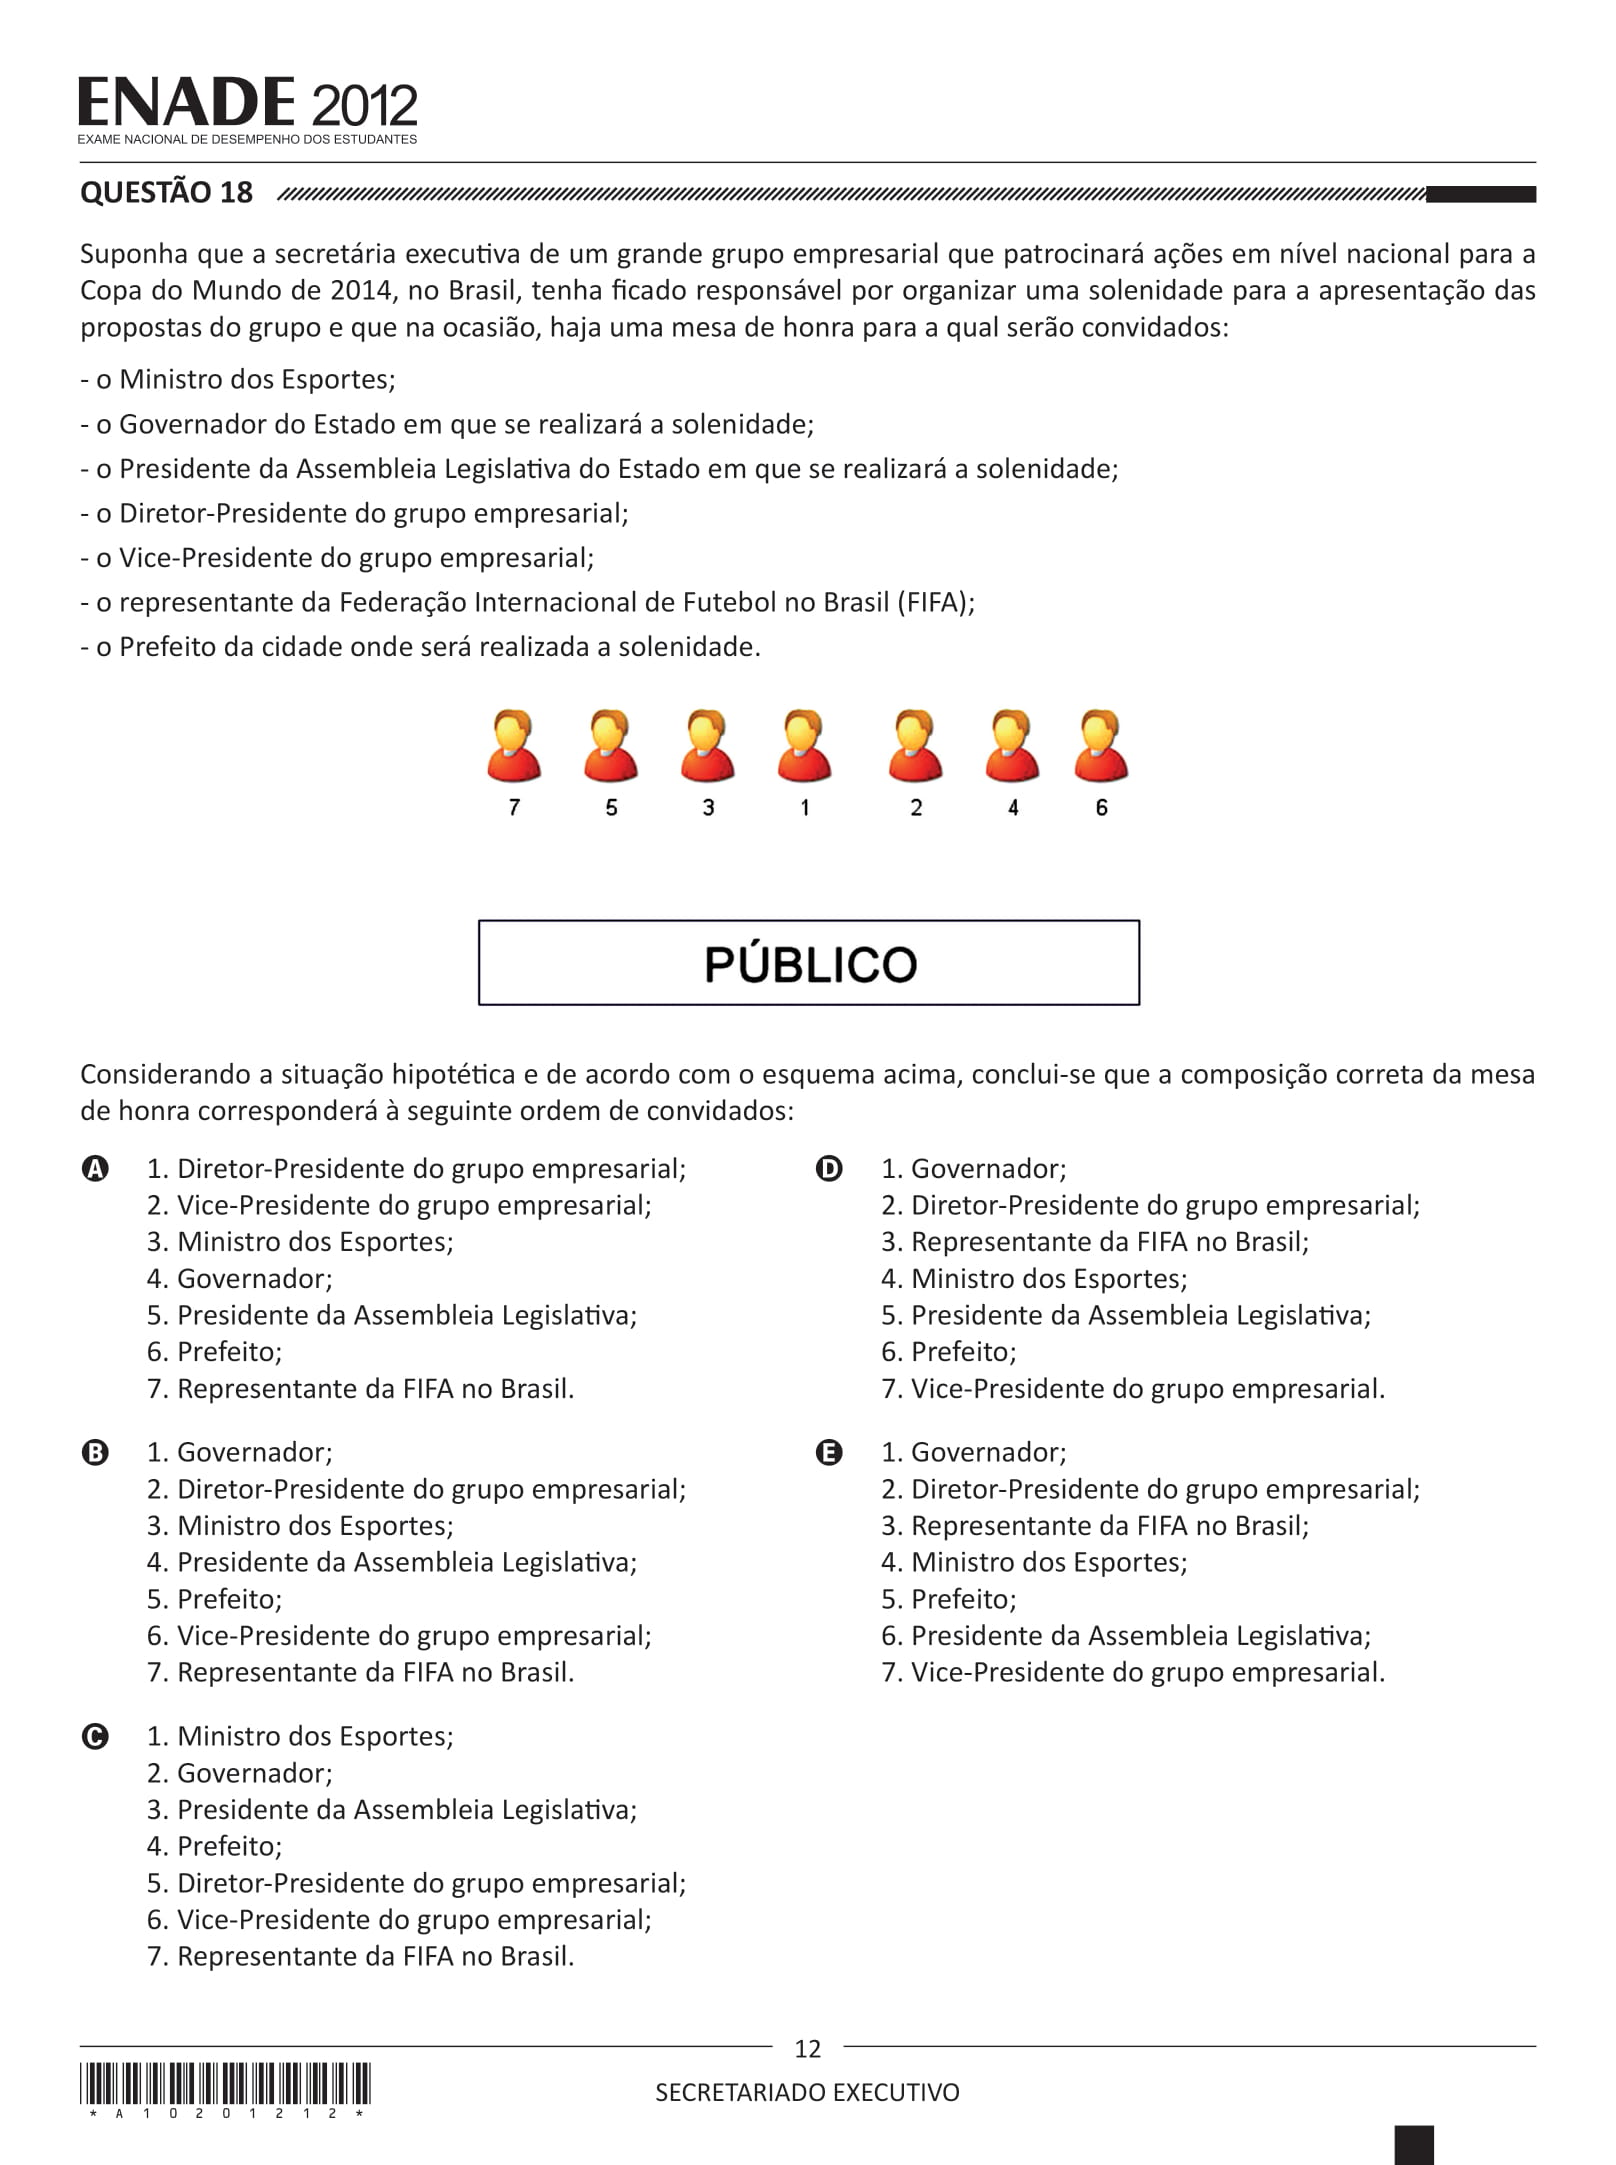 ENADE 2012
EXAME NACIONAL DE DESEMPENHO DOS ESTUDANTES
QUESTÃO 18
Suponha que a secretária executiva de um grande grupo empresarial que patrocinará ações em nível nacional para a
Copa do Mundo de 2014, no Brasil, tenha ficado responsável por organizar uma solenidade para a apresentação das
propostas do grupo e que na ocasião, haja uma mesa de honra para a qual serão convidados:
- o Ministro dos Esportes;
- o Governador do Estado em que se realizará a solenidade;
- o Presidente da Assembleia Legislativa do Estado em que se realizará a solenidade;
- o Diretor-Presidente do grupo empresarial;
- o Vice-Presidente do grupo empresarial;
- o representante da Federação Internacional de Futebol no Brasil (FIFA);
- o Prefeito da cidade onde será realizada a solenidade.
7 5 3 1 2 4 6
PÚBLICO
Considerando a situação hipotética e de acordo com o esquema acima, conclui-se que a composição correta da mesa
de honra corresponderá à seguinte ordem de convidados:
A 1. Diretor-Presidente do grupo empresarial;
2. Vice-Presidente do grupo empresarial;
3. Ministro dos Esportes;
4. Governador;
5. Presidente da Assembleia Legislativa;
6. Prefeito;
7. Representante da FIFA no Brasil.
B 1. Governador;
2. Diretor-Presidente do grupo empresarial;
3. Ministro dos Esportes;
4. Presidente da Assembleia Legislativa;
5. Prefeito;
6. Vice-Presidente do grupo empresarial;
7. Representante da FIFA no Brasil.
C 1. Ministro dos Esportes;
2. Governador;
3. Presidente da Assembleia Legislativa;
4. Prefeito;
5. Diretor-Presidente do grupo empresarial;
6. Vice-Presidente do grupo empresarial;
7. Representante da FIFA no Brasil.
D 1. Governador;
2. Diretor-Presidente do grupo empresarial;
3. Representante da FIFA no Brasil;
4. Ministro dos Esportes;
5. Presidente da Assembleia Legislativa;
6. Prefeito;
7. Vice-Presidente do grupo empresarial.
E 1. Governador;
2. Diretor-Presidente do grupo empresarial;
3. Representante da FIFA no Brasil;
4. Ministro dos Esportes;
5. Prefeito;
6. Presidente da Assembleia Legislativa;
7. Vice-Presidente do grupo empresarial.
12
SECRETARIADO EXECUTIVO
* A 1 0 2 0 1 2 1 2 *